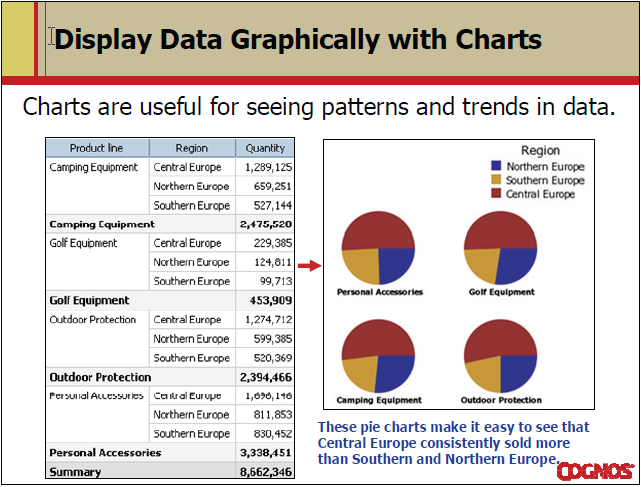 Display Data Graphically with Charts
Charts are useful for seeing patterns and trends in data.
Product line Region Quantity
Camping Equipment Central Europe 1,289,125
Northern Europe 659,251
Southern Europe 527,144
Camping Equipment 2,475,520
Golf Equipment Central Europe 229,385
Northern Europe 124,811
Southern Europe 99,713
Golf Equipment 453,909
Outdoor Protection Central Europe 1,274,712
Northern Europe 599,385
Southern Europe 520,369
Outdoor Protection 2,394,466
Personal Accessories Central Europe 1,696,146
Northern Europe 811,853
Southern Europe 830,452
Personal Accessories 3,338,451
Summary 8,662,346
Region
Northern Europe
Southern Europe
Central Europe
Personal Accessories Golf Equipment
Camping Equipment Outdoor Protection
These pie charts make it easy to see that
Central Europe consistently sold more
than Southern and Northern Europe.
COGNOS